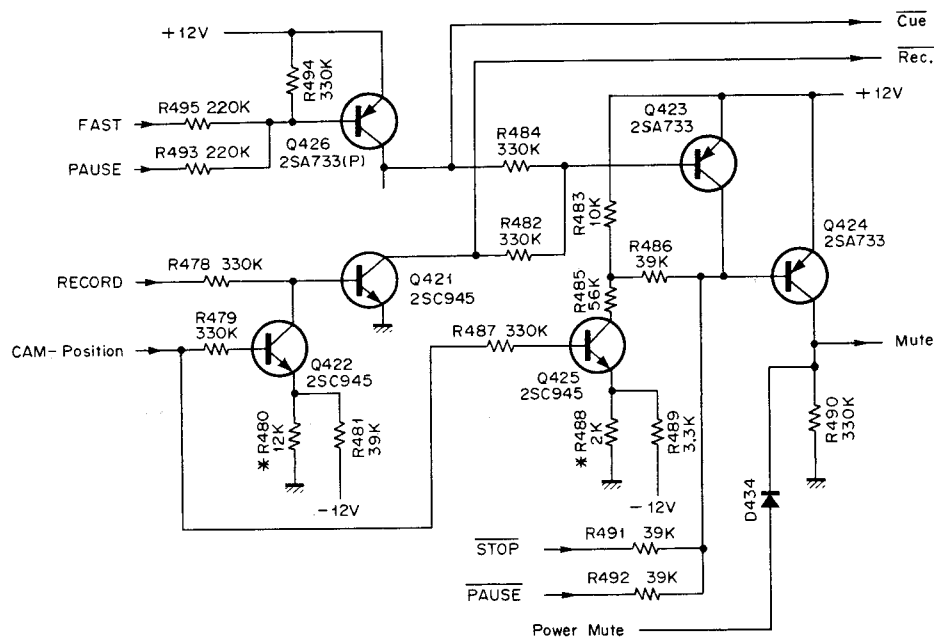 Cue
+12V
Rec.
R494
330K
+12V
Q423
2SA733
R495 220K
FAST
R484
330K
Q426
2SA733(P)
R493 220K
PAUSE
R483
10K
Q424
2SA733
R482
330K
R486
39K
R478 330K
RECORD
Q421
2SC945
R485
56K
R479
330K
R487 330K
Mute
CAM-Position
Q422
2SC945
Q425
2SC945
* R480
12K
R481
39K
* R488
2K
R489
3.3K
R490
330K
-12V
-12V
D434
STOP
R491 39K
PAUSE
R492 39K
Power Mute